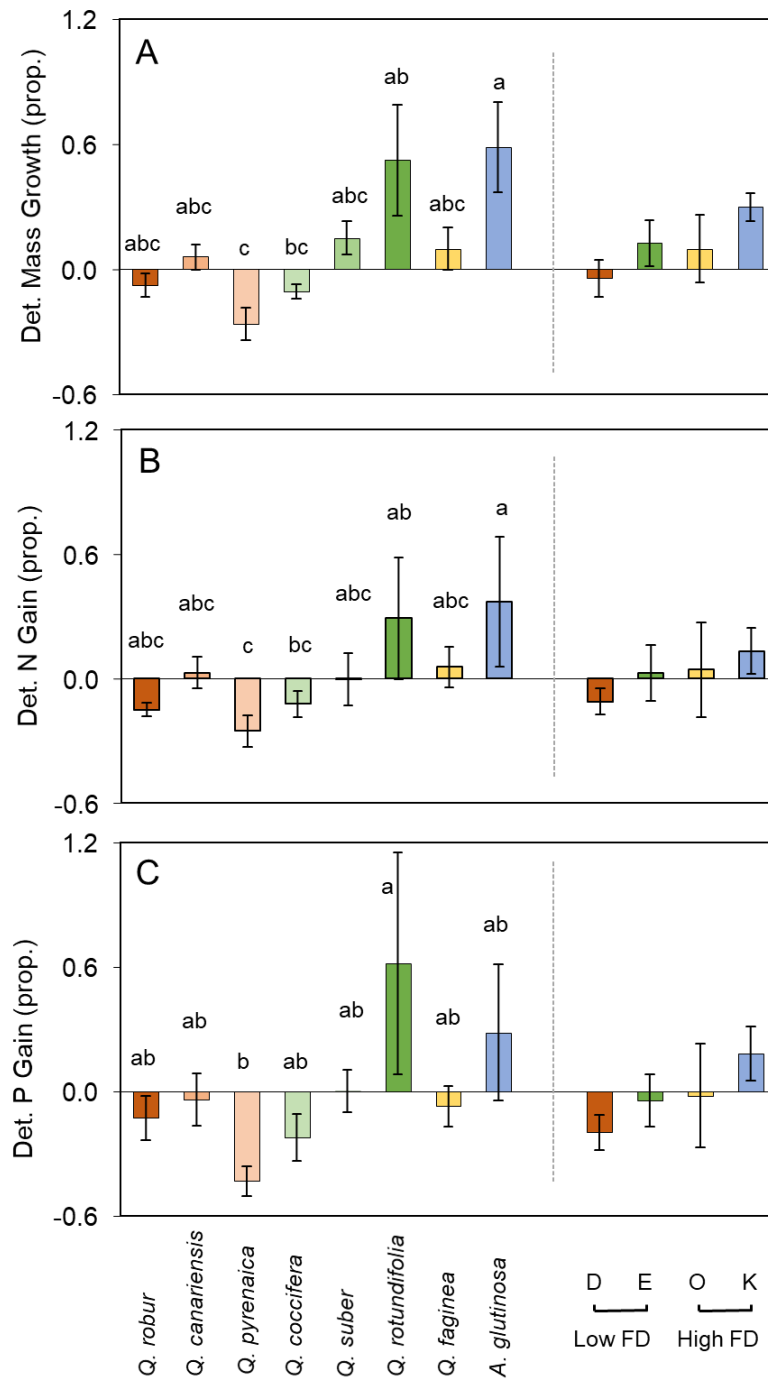 1.2
A
ab
a
0.6
abc
abc
abc
abc
c
bc
0.0
-0.6
Det. Mass Growth (prop.)
1.2
B
a
ab
0.6
abc
abc
abc
abc
c
bc
0.0
-0.6
Det. N Gain (prop.)
1.2
C
a
ab
0.6
ab
ab
ab
ab
b
ab
0.0
-0.6
Det. P Gain (prop.)
Q. robur
Q. canariensis
Q. pyrenaica
Q. coccifera
Q. suber
Q. rotundifolia
Q. faginea
A. glutinosa
D E O K
Low FD High FD